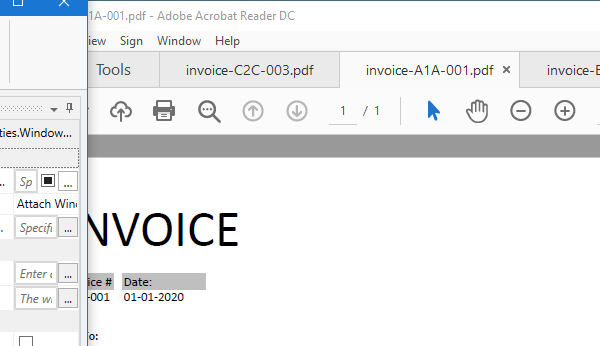 1A-001.pdf - Adobe Acrobat Reader DC
iew Sign Window Help
Tools invoice-C2C-003.pdf invoice-A1A-001.pdf × invoice-E
1 / 1
ties.Window...
... Sp ...
Attach Win
Specifi ...
NVOICE
Enter ...
ice # Date:
The w ...
-001 01-01-2020
o: